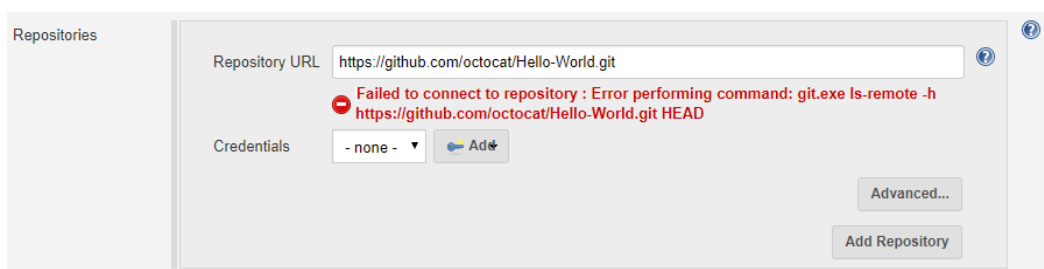 Repositories
Repository URL
https://github.com/octocat/Hello-World.git
Failed to connect to repository : Error performing command: git.exe ls-remote -h
https://github.com/octocat/Hello-World.git HEAD
Credentials
- none -
Add
Advanced...
Add Repository